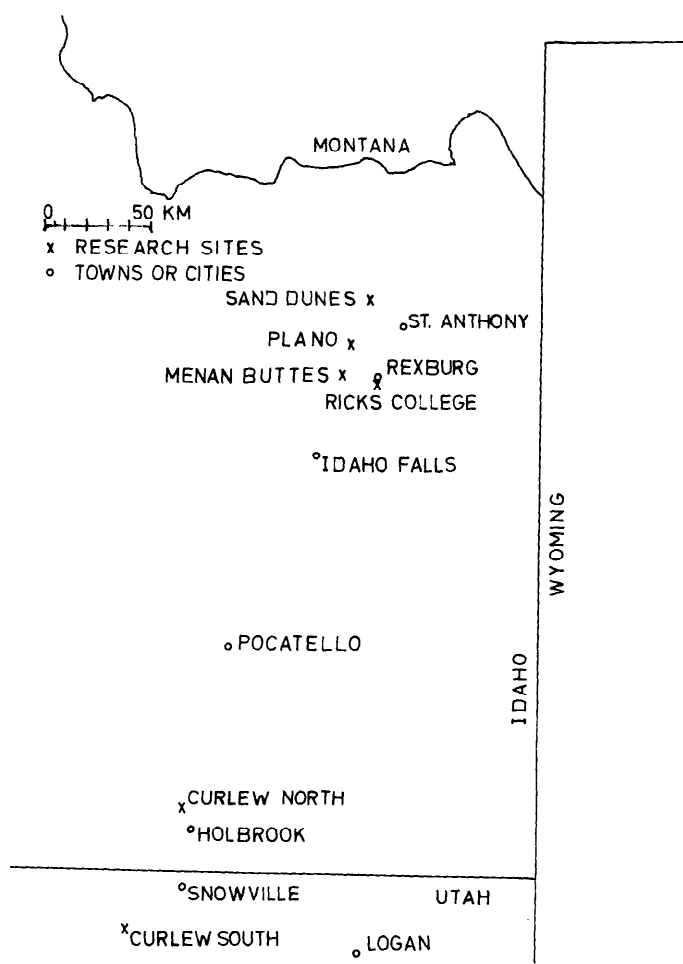 MONTANA
0 50 KM
x RESEARCH SITES
o TOWNS OR CITIES
SAND DUNES x
o ST. ANTHONY
PLANO x
MENAN BUTTES x
o REXBURG
x
RICKS COLLEGE
o IDAHO FALLS
WYOMING
o POCATELLO
IDAHO
x CURLEW NORTH
o HOLBROOK
o SNOWVILLE
UTAH
x CURLEW SOUTH
o LOGAN